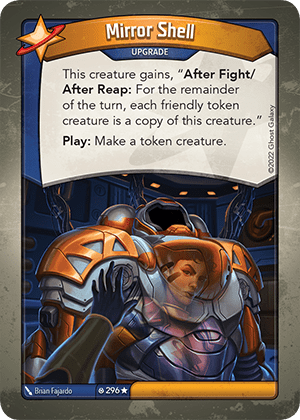 Mirror Shell
UPGRADE
This creature gains, “After Fight/
After Reap: For the remainder
of the turn, each friendly token
creature is a copy of this creature.”
Play: Make a token creature.
©2022 Ghost Galaxy
Brian Fajardo
296★